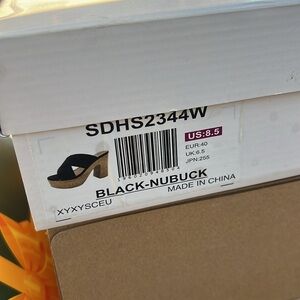 SDHS2344W
US:8.5
EUR:40
UK:6.5
JPN:255
BLACK-NUBUCK
XYXYSCEU
MADE IN CHINA